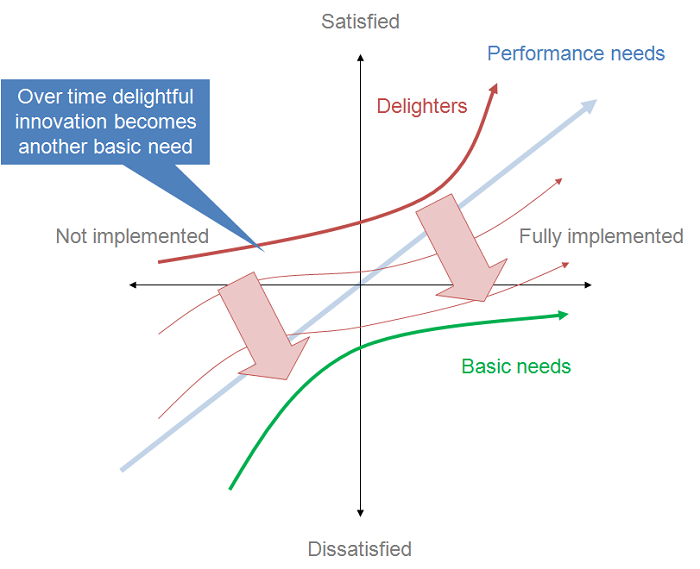 Satisfied
Performance needs
Over time delightful
innovation becomes
another basic need
Delighters
Not implemented
Fully implemented
Basic needs
Dissatisfied